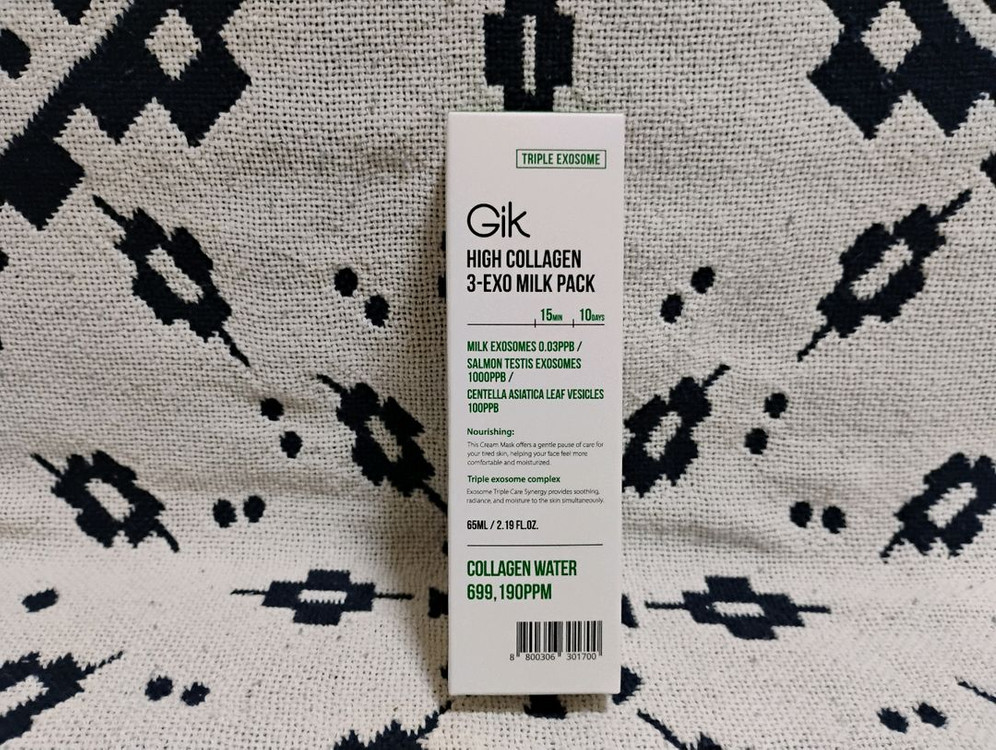 TRIPLE EXOSOME
Gik
HIGH COLLAGEN
3-EXO MILK PACK
15MIN 10DAYS
MILK EXOSOMES 0.03PPB /
SALMON TESTIS EXOSOMES
1000PPB /
CENTELLA ASIATICA LEAF VESICLES
100PPB
Nourishing:
This Cream Mask offers a gentle pause of care for
your tired skin, helping your face feel more
comfortable and moisturized.
Triple exosome complex
Exosome Triple Care Synergy provides soothing,
radiance, and moisture to the skin simultaneously.
65ML / 2.19 FL.OZ.
COLLAGEN WATER
699,190PPM
8 800306 301700